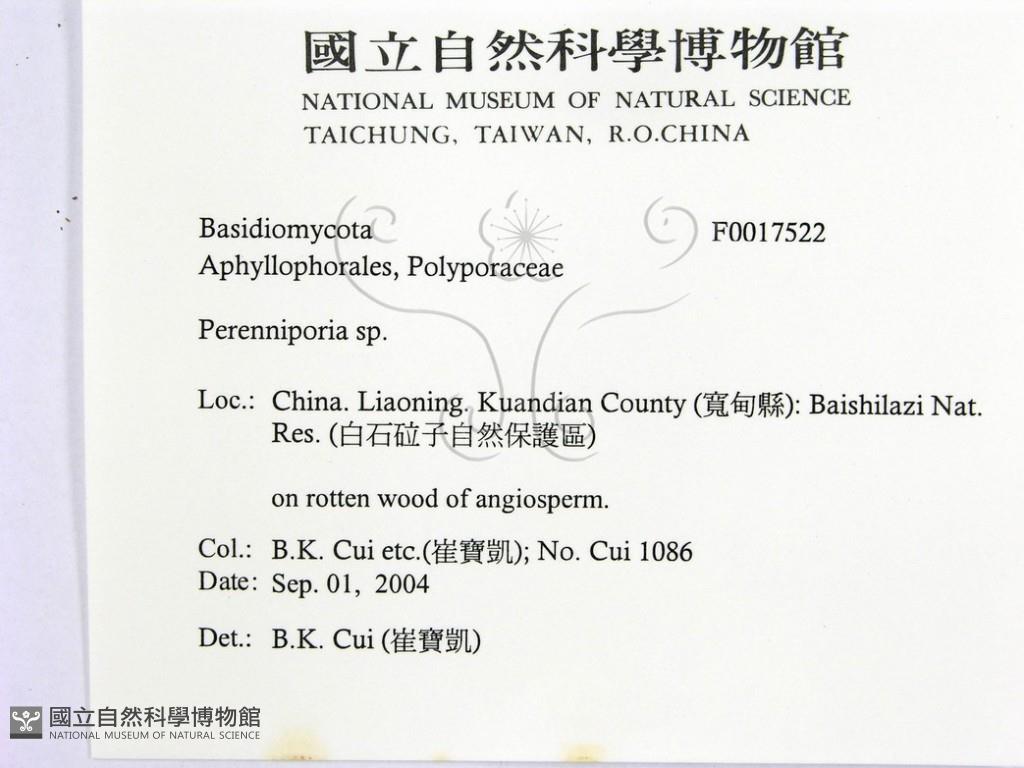 國立自然科學博物館
NATIONAL MUSEUM OF NATURAL SCIENCE
TAICHUNG, TAIWAN, R.O.CHINA
Basidiomycota F0017522
Aphyllophorales, Polyporaceae
Perenniporia sp.
Loc.: China. Liaoning. Kuandian County (寬甸縣): Baishilazi Nat.
Res. (白石砬子自然保護區)
on rotten wood of angiosperm.
Col.: B.K. Cui etc.(崔寶凱); No. Cui 1086
Date: Sep. 01, 2004
Det.: B.K. Cui (崔寶凱)
國立自然科學博物館
NATIONAL MUSEUM OF NATURAL SCIENCE